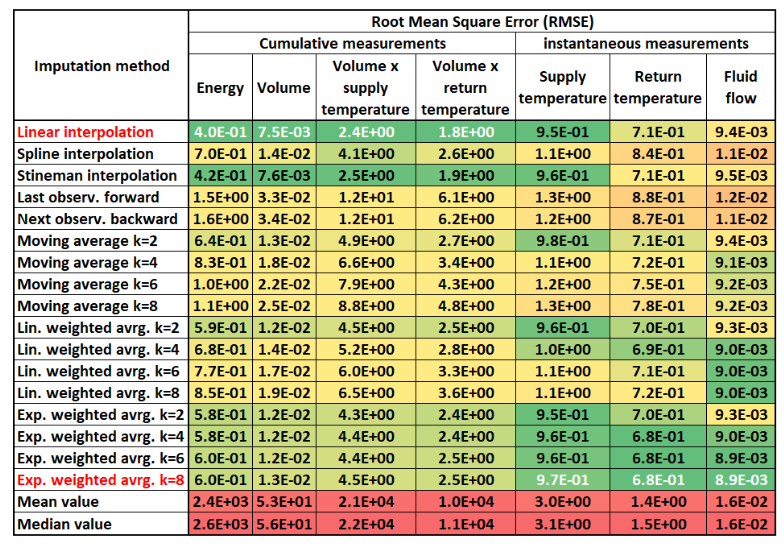 Imputation method Root Mean Square Error (RMSE)
Cumulative measurements instantaneous measurements
Energy Volume Volume x supply temperature Volume x return temperature Supply temperature Return temperature Fluid flow
Linear interpolation 4.0E-01 7.5E-03 2.4E+00 1.8E+00 9.5E-01 7.1E-01 9.4E-03
Spline interpolation 7.0E-01 1.4E-02 4.1E+00 2.6E+00 1.1E+00 8.4E-01 1.1E-02
Stineman interpolation 4.2E-01 7.6E-03 2.5E+00 1.9E+00 9.6E-01 7.1E-01 9.5E-03
Last observ. forward 1.5E+00 3.3E-02 1.2E+01 6.1E+00 1.3E+00 8.8E-01 1.2E-02
Next observ. backward 1.6E+00 3.4E-02 1.2E+01 6.2E+00 1.2E+00 8.7E-01 1.1E-02
Moving average k=2 6.4E-01 1.3E-02 4.9E+00 2.7E+00 9.8E-01 7.1E-01 9.4E-03
Moving average k=4 8.3E-01 1.8E-02 6.6E+00 3.4E+00 1.1E+00 7.2E-01 9.1E-03
Moving average k=6 1.0E+00 2.2E-02 7.9E+00 4.3E+00 1.2E+00 7.5E-01 9.2E-03
Moving average k=8 1.1E+00 2.5E-02 8.8E+00 4.8E+00 1.3E+00 7.8E-01 9.2E-03
Lin. weighted avrg. k=2 5.9E-01 1.2E-02 4.5E+00 2.5E+00 9.6E-01 7.0E-01 9.3E-03
Lin. weighted avrg. k=4 6.8E-01 1.4E-02 5.2E+00 2.8E+00 1.0E+00 6.9E-01 9.0E-03
Lin. weighted avrg. k=6 7.7E-01 1.7E-02 6.0E+00 3.3E+00 1.1E+00 7.1E-01 9.0E-03
Lin. weighted avrg. k=8 8.5E-01 1.9E-02 6.5E+00 3.6E+00 1.1E+00 7.2E-01 9.0E-03
Exp. weighted avrg. k=2 5.8E-01 1.2E-02 4.3E+00 2.4E+00 9.5E-01 7.0E-01 9.3E-03
Exp. weighted avrg. k=4 5.8E-01 1.2E-02 4.4E+00 2.4E+00 9.6E-01 6.8E-01 9.0E-03
Exp. weighted avrg. k=6 6.0E-01 1.2E-02 4.4E+00 2.5E+00 9.6E-01 6.8E-01 8.9E-03
Exp. weighted avrg. k=8 6.0E-01 1.3E-02 4.5E+00 2.5E+00 9.7E-01 6.8E-01 8.9E-03
Mean value 2.4E+03 5.3E+01 2.1E+04 1.0E+04 3.0E+00 1.4E+00 1.6E-02
Median value 2.6E+03 5.6E+01 2.2E+04 1.1E+04 3.1E+00 1.5E+00 1.6E-02